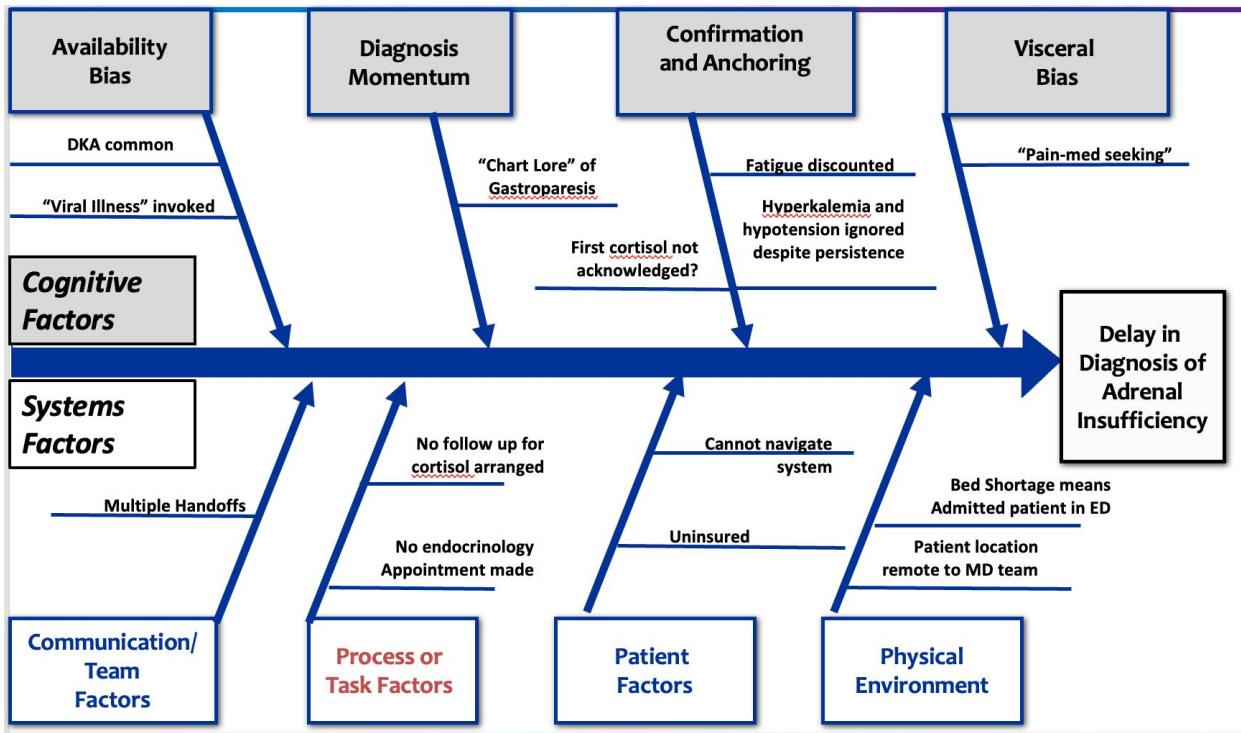 Availability
Bias
Diagnosis
Momentum
Confirmation
and Anchoring
Visceral
Bias
DKA common
“Viral Illness” invoked
“Chart Lore” of
Gastroparesis
Fatigue discounted
Hyperkalemia and
hypotension ignored
despite persistence
First cortisol not
acknowledged?
“Pain-med seeking”
Cognitive
Factors
Delay in
Diagnosis of
Adrenal
Insufficiency
Systems
Factors
Multiple Handoffs
No follow up for
cortisol arranged
No endocrinology
Appointment made
Cannot navigate
system
Uninsured
Bed Shortage means
Admitted patient in ED
Patient location
remote to MD team
Communication/
Team
Factors
Process or
Task Factors
Patient
Factors
Physical
Environment